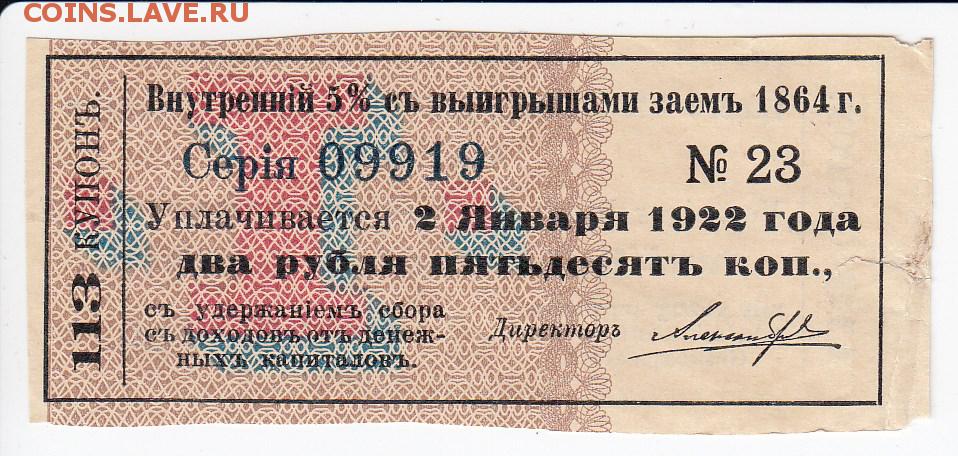 COINS.LAVE.RU
113 КУПОНЪ.
Внутренній 5% съ выигрышами заемъ 1864 г.
Серія 09919 № 23
Уплачивается 2 Января 1922 года
два рубля пятьдесятъ коп.,
съ удержаніемъ сбора
съ доходовъ отъ денеж-
ныхъ капиталовъ.
Директоръ